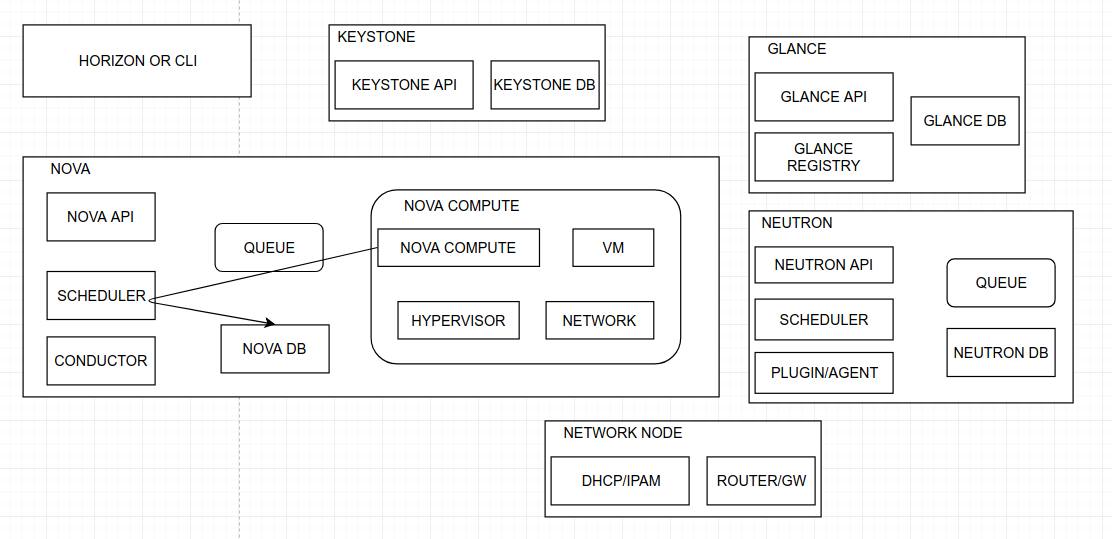 HORIZON OR CLI
KEYSTONE
KEYSTONE API
KEYSTONE DB
GLANCE
GLANCE API
GLANCE DB
GLANCE
REGISTRY
NOVA
NOVA API
QUEUE
SCHEDULER
CONDUCTOR
NOVA DB
NOVA COMPUTE
NOVA COMPUTE
VM
HYPERVISOR
NETWORK
NEUTRON
NEUTRON API
SCHEDULER
PLUGIN/AGENT
QUEUE
NEUTRON DB
NETWORK NODE
DHCP/IPAM
ROUTER/GW